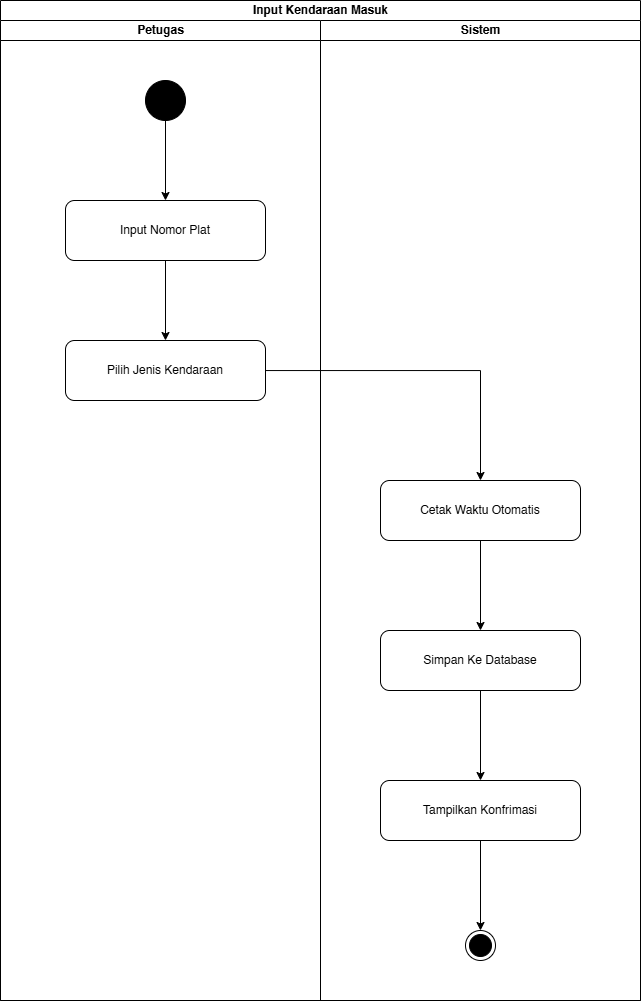 Input Kendaraan Masuk
Petugas
Sistem
Input Nomor Plat
Pilih Jenis Kendaraan
Cetak Waktu Otomatis
Simpan Ke Database
Tampilkan Konfrimasi